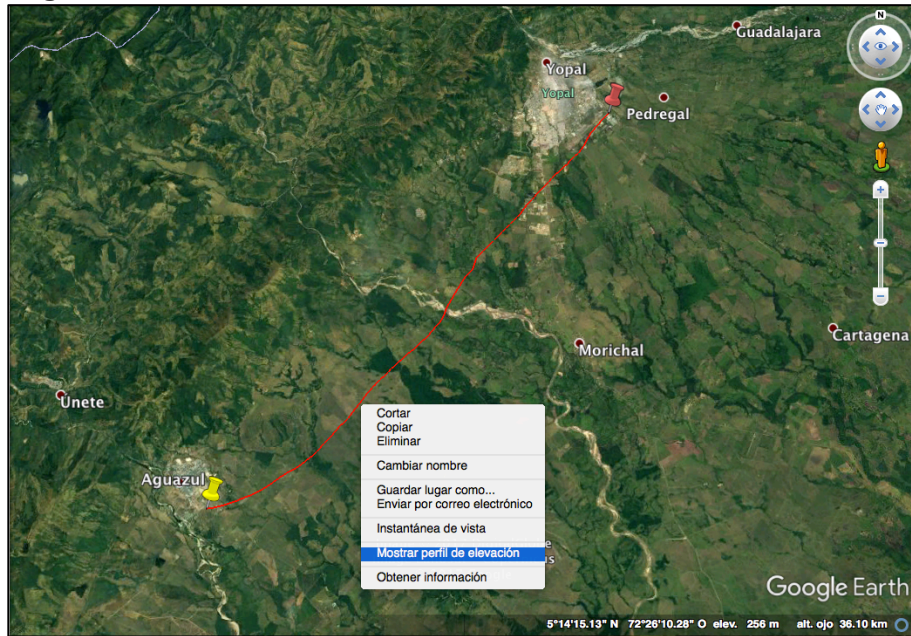 N
Guadalajara
Yopal
Yopal
Pedregal
Cartagena
Morichal
Únete
Aguazul
Cortar
Copiar
Eliminar
Cambiar nombre
Guardar lugar como...
Enviar por correo electrónico
Instantánea de vista
Mostrar perfil de elevación
Obtener información
Google Earth
5°14'15.13" N 72°26'10.28" O elev. 256 m alt. ojo 36.10 km